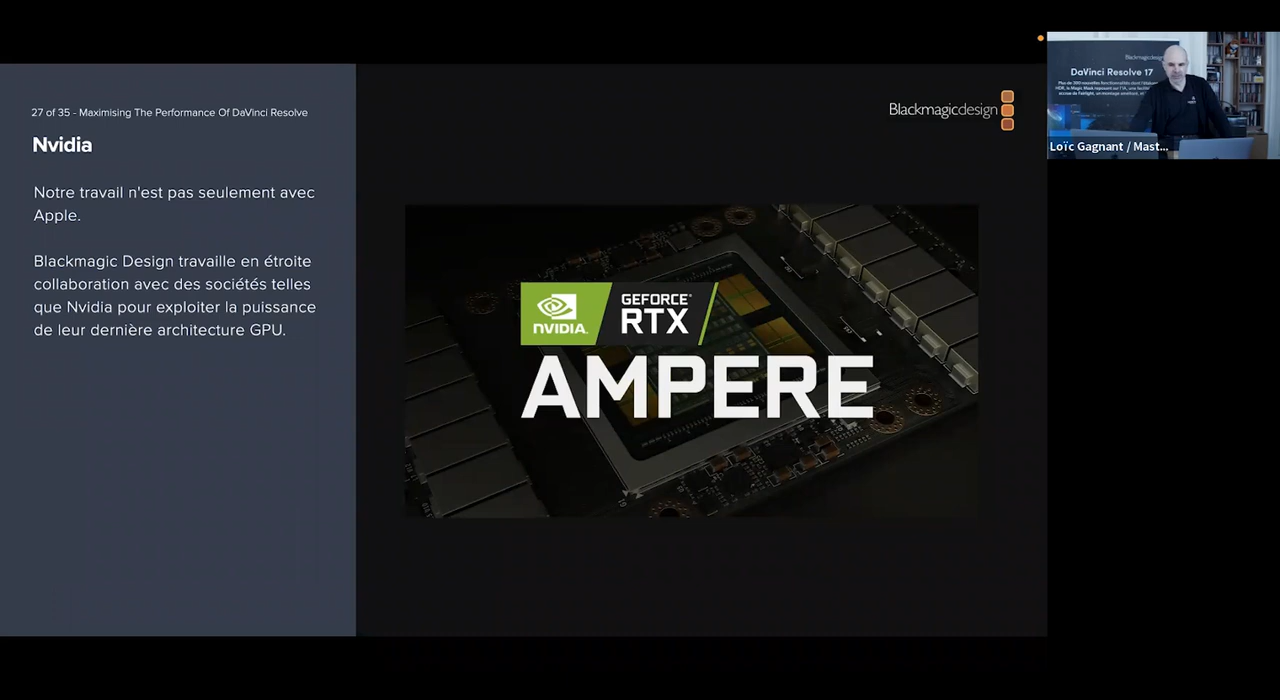 27 of 35 - Maximising The Performance Of DaVinci Resolve
Nvidia
Notre travail n'est pas seulement avec
Apple.
Blackmagic Design travaille en étroite
collaboration avec des sociétés telles
que Nvidia pour exploiter la puissance
de leur dernière architecture GPU.
Blackmagicdesign
NVIDIA.
GEFORCE
RTX
AMPERE
Blackmagicdesign
DaVinci Resolve 17
Loïc Gagnant / Mast...